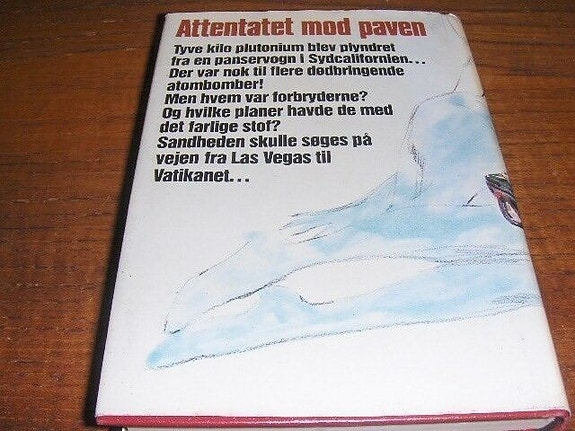 Attentatet mod paven
Tyve kilo plutonium blev plyndret
fra en panservogn i Sydcalifornien...
Der var nok til flere dødbringende
atombomber!
Men hvem var forbryderne?
Og hvilke planer havde de med
det farlige stof?
Sandheden skulle søges på
vejen fra Las Vegas til
Vatikanet...